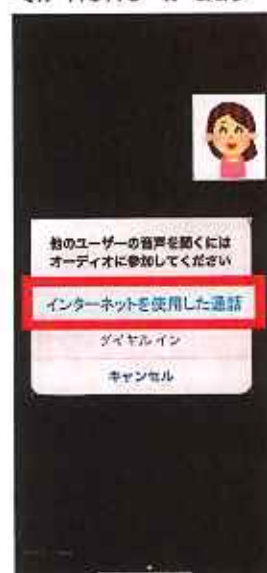 他のユーザーの音声を聞くには
オーディオに参加してください
インターネットを使用した通話
ダイヤルイン
キャンセル